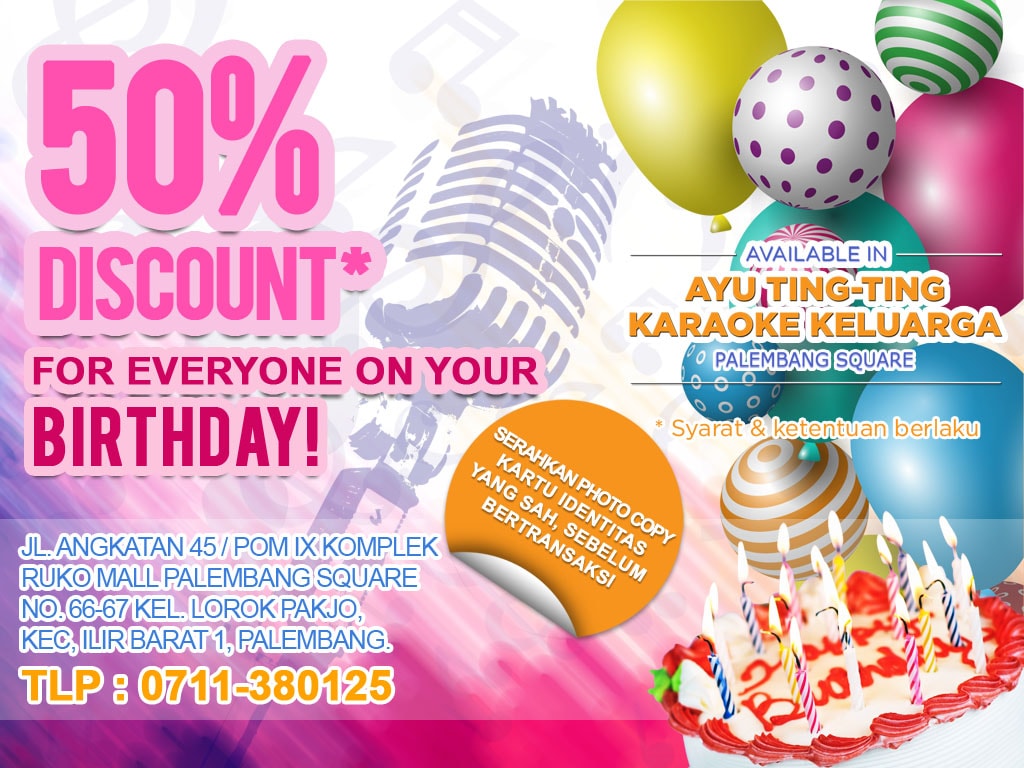 50%
DISCOUNT*
FOR EVERYONE ON YOUR
BIRTHDAY!
AVAILABLE IN
AYU TING-TING
KARAOKE KELUARGA
PALEMBANG SQUARE
* Syarat & ketentuan berlaku
SERAHKAN PHOTO COPY
KARTU IDENTITAS
YANG SAH, SEBELUM
BERTRANSAKSI
JL. ANGKATAN 45 / POM IX KOMPLEK
RUKO MALL PALEMBANG SQUARE
NO. 66-67 KEL. LOROK PAKJO,
KEC, ILIR BARAT 1, PALEMBANG.
TLP : 0711-380125